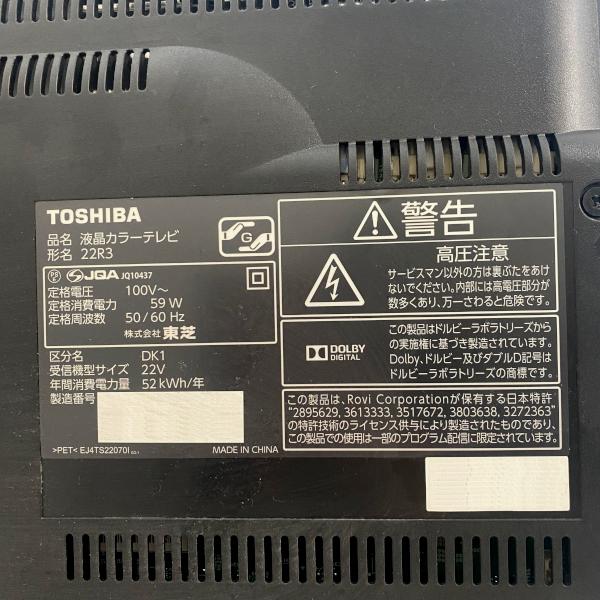 TOSHIBA
品名 液晶カラーテレビ
形名 22R3
G
PS E JQA JQ10437
定格電圧 100V～
定格消費電力 59 W
定格周波数 50/60 Hz
株式会社 東芝
区分名 DK1
受信機型サイズ 22V
年間消費電力量 52 kWh/年
製造番号
>PET< EJ4TS22070I
MADE IN CHINA
警告
高圧注意
サービスマン以外の方は裏ぶたをあけ
ないでください。内部には高電圧部分が
数多くあり、万一さわると危険です。
DOLBY
DIGITAL
この製品はドルビーラボラトリーズから
の実施権に基づき製造されています。
Dolby、ドルビー及びダブルD記号は
ドルビーラボラトリーズの商標です。
この製品は、Rovi Corporationが保有する日本特許
"2895629, 3613333, 3517672, 3803638, 3272363"
の特許技術のライセンス供与により製造されたものであり、
この製品での使用は一部のプログラム配信に限定されています。